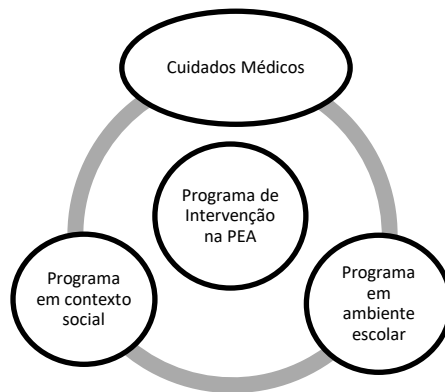 Cuidados Médicos
Programa de
Intervenção
na PEA
Programa
em contexto
social
Programa
em
ambiente
escolar